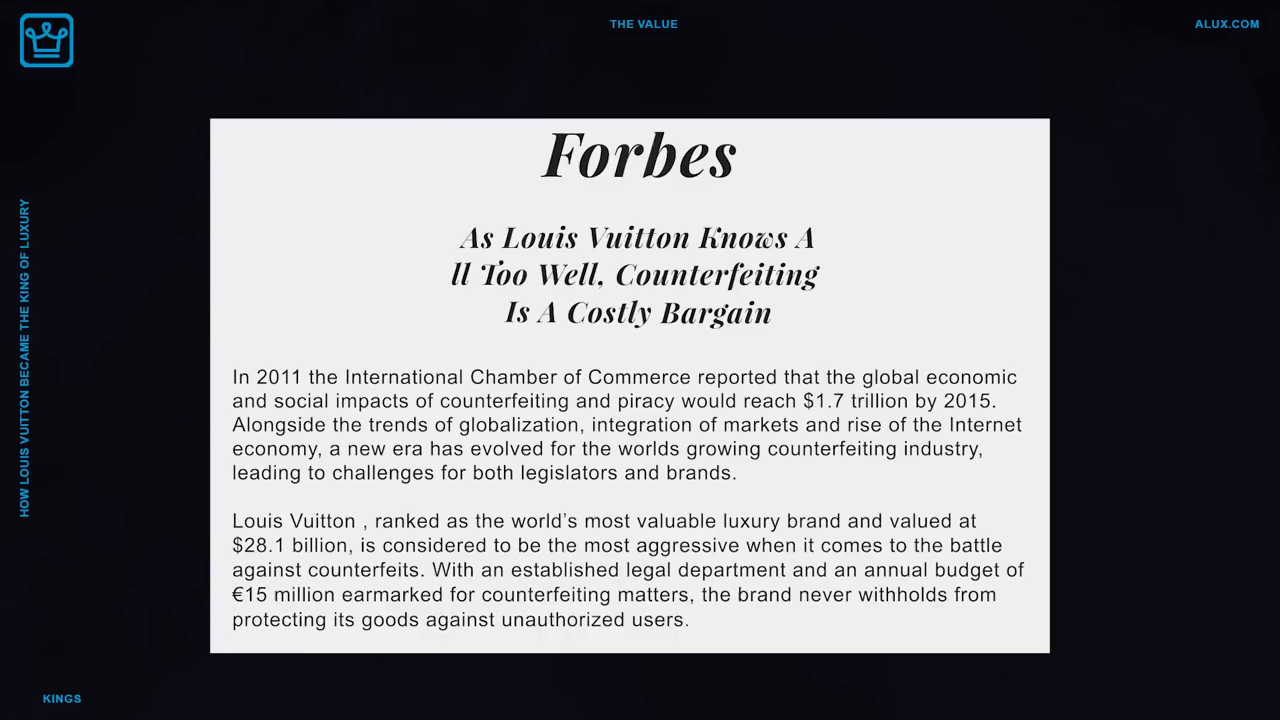 THE VALUE
ALUX.COM
HOW LOUIS VUITTON BECAME THE KING OF LUXURY
Forbes
As Louis Vuitton Knows A
ll Too Well, Counterfeiting
Is A Costly Bargain
In 2011 the International Chamber of Commerce reported that the global economic
and social impacts of counterfeiting and piracy would reach $1.7 trillion by 2015.
Alongside the trends of globalization, integration of markets and rise of the Internet
economy, a new era has evolved for the worlds growing counterfeiting industry,
leading to challenges for both legislators and brands.
Louis Vuitton , ranked as the world’s most valuable luxury brand and valued at
$28.1 billion, is considered to be the most aggressive when it comes to the battle
against counterfeits. With an established legal department and an annual budget of
€15 million earmarked for counterfeiting matters, the brand never withholds from
protecting its goods against unauthorized users.
KINGS